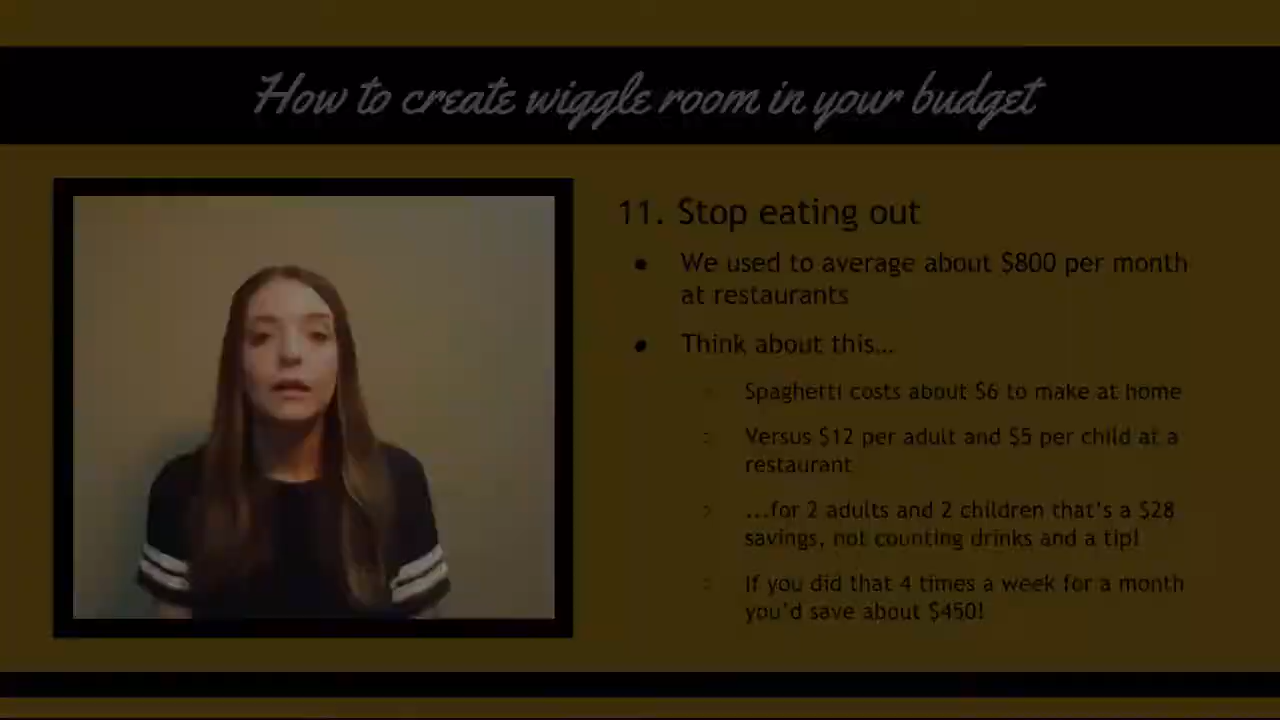 How to create wiggle room in your budget
11. Stop eating out
● We used to average about $800 per month
at restaurants
● Think about this…
Spaghetti costs about $6 to make at home
Versus $12 per adult and $5 per child at a
restaurant
...for 2 adults and 2 children that's a $28
savings, not counting drinks and a tip!
If you did that 4 times a week for a month
you'd save about $450!